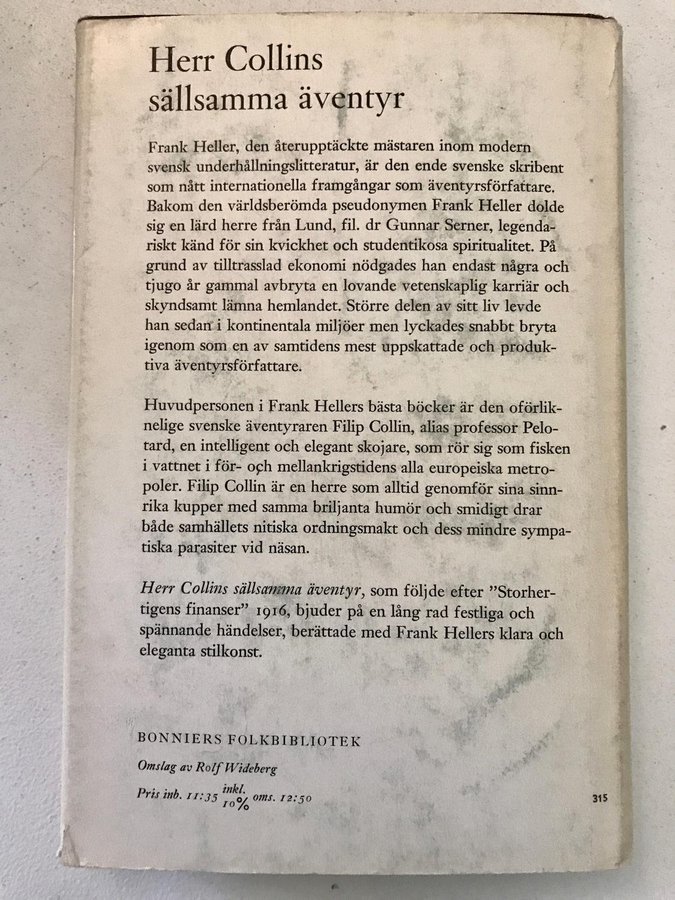 Herr Collins
sällsamma äventyr
Frank Heller, den återupptäckte mästaren inom modern
svensk underhållningslitteratur, är den ende svenske skribent
som nått internationella framgångar som äventyrsförfattare.
Bakom den världsberömda pseudonymen Frank Heller dolde
sig en lärd herre från Lund, fil. dr Gunnar Serner, legenda-
riskt känd för sin kvickhet och studentikosa spiritualitet. På
grund av tilltrasslad ekonomi nödgades han endast några och
tjugo år gammal avbryta en lovande vetenskaplig karriär och
skyndsamt lämna hemlandet. Större delen av sitt liv levde
han sedan i kontinentala miljöer men lyckades snabbt bryta
igenom som en av samtidens mest uppskattade och produk-
tiva äventyrsförfattare.
Huvudpersonen i Frank Hellers bästa böcker är den oförlik-
nelige svenske äventyraren Filip Collin, alias professor Pelo-
tard, en intelligent och elegant skojare, som rör sig som fisken
i vattnet i för- och mellankrigstidens alla europeiska metro-
poler. Filip Collin är en herre som alltid genomför sina sinn-
rika kupper med samma briljanta humör och smidigt drar
både samhällets nitiska ordningsmakt och dess mindre sympa-
tiska parasiter vid näsan.
Herr Collins sällsamma äventyr, som följde efter ”Storher-
tigens finanser” 1916, bjuder på en lång rad festliga och
spännande händelser, berättade med Frank Hellers klara och
eleganta stilkonst.
BONNIERS FOLKBIBLIOTEK
Omslag av Rolf Wideberg
Pris inb. 11:35 inkl. 10% oms. 12:50
315